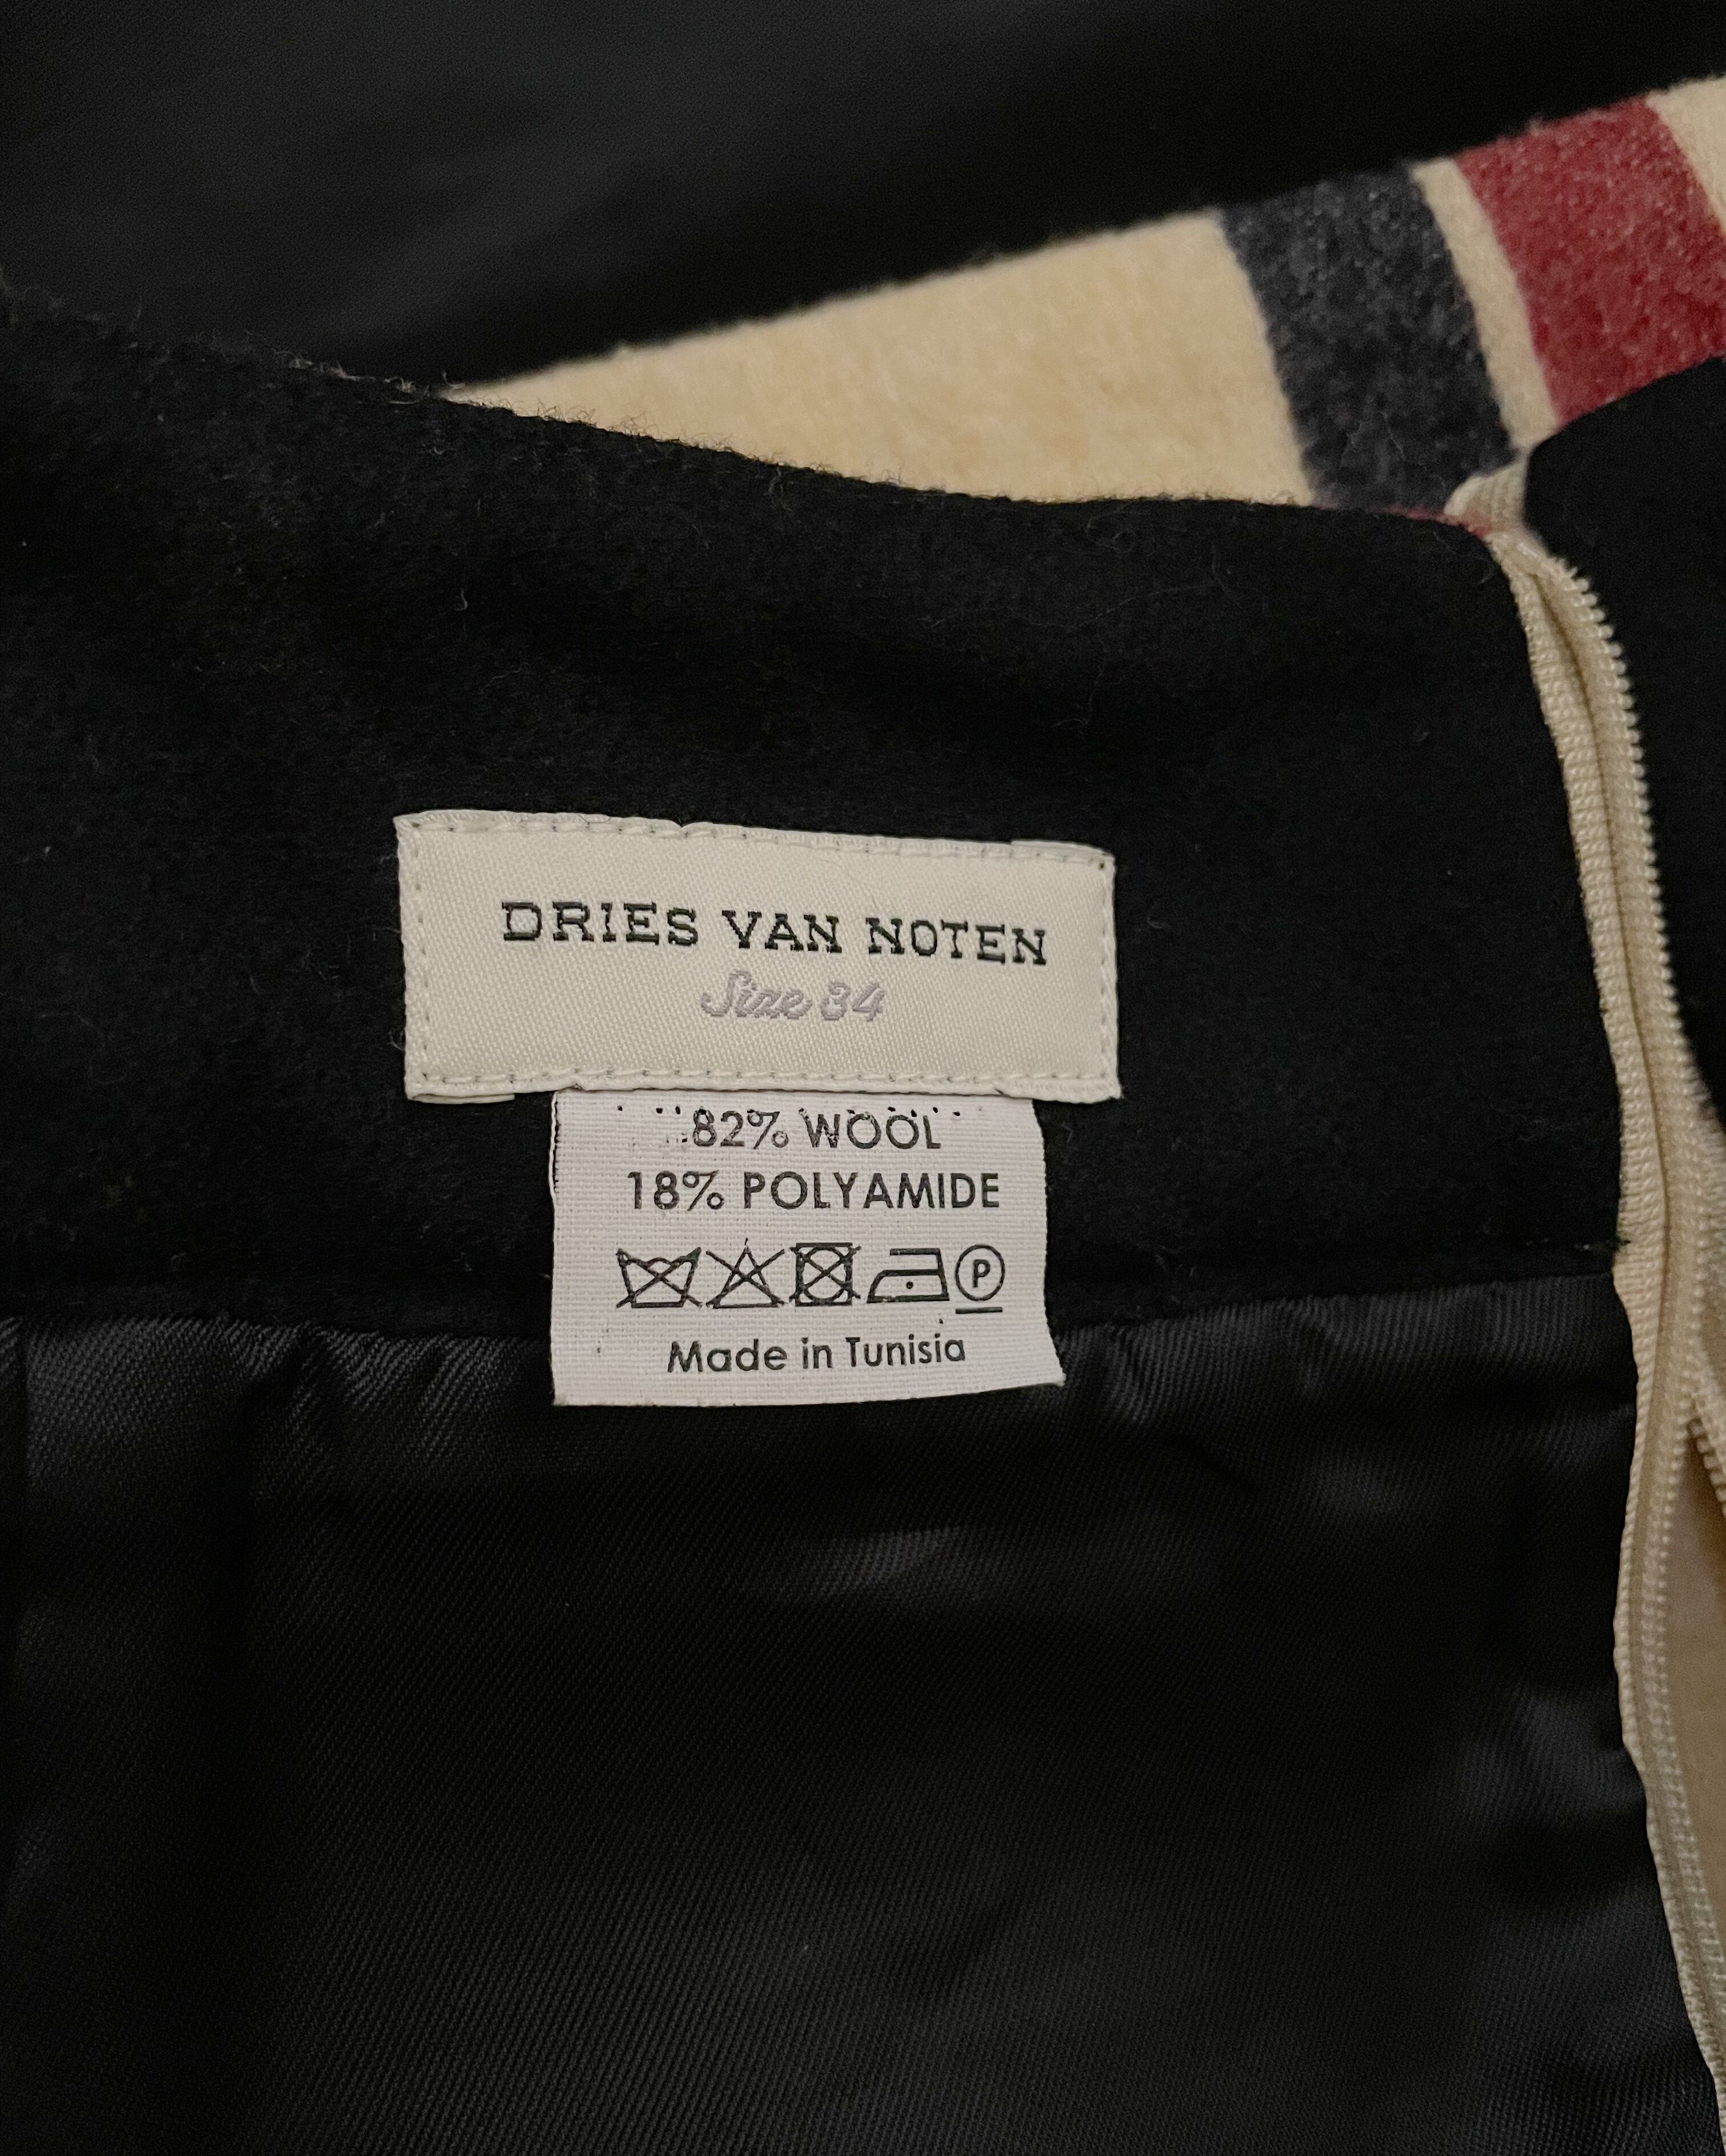 DRIES VAN NOTEN
Size 34
82% WOOL
18% POLYAMIDE
P
Made in Tunisia